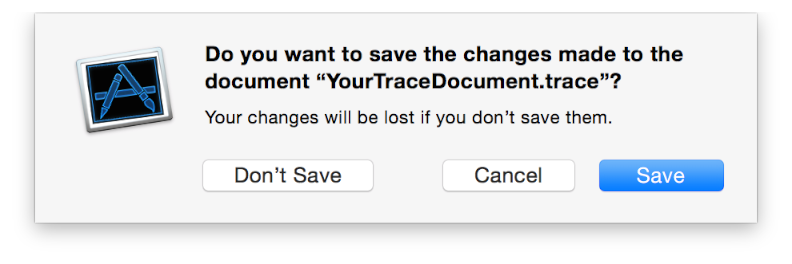 Do you want to save the changes made to the
document “YourTraceDocument.trace”?
Your changes will be lost if you don’t save them.
Don’t Save
Cancel
Save